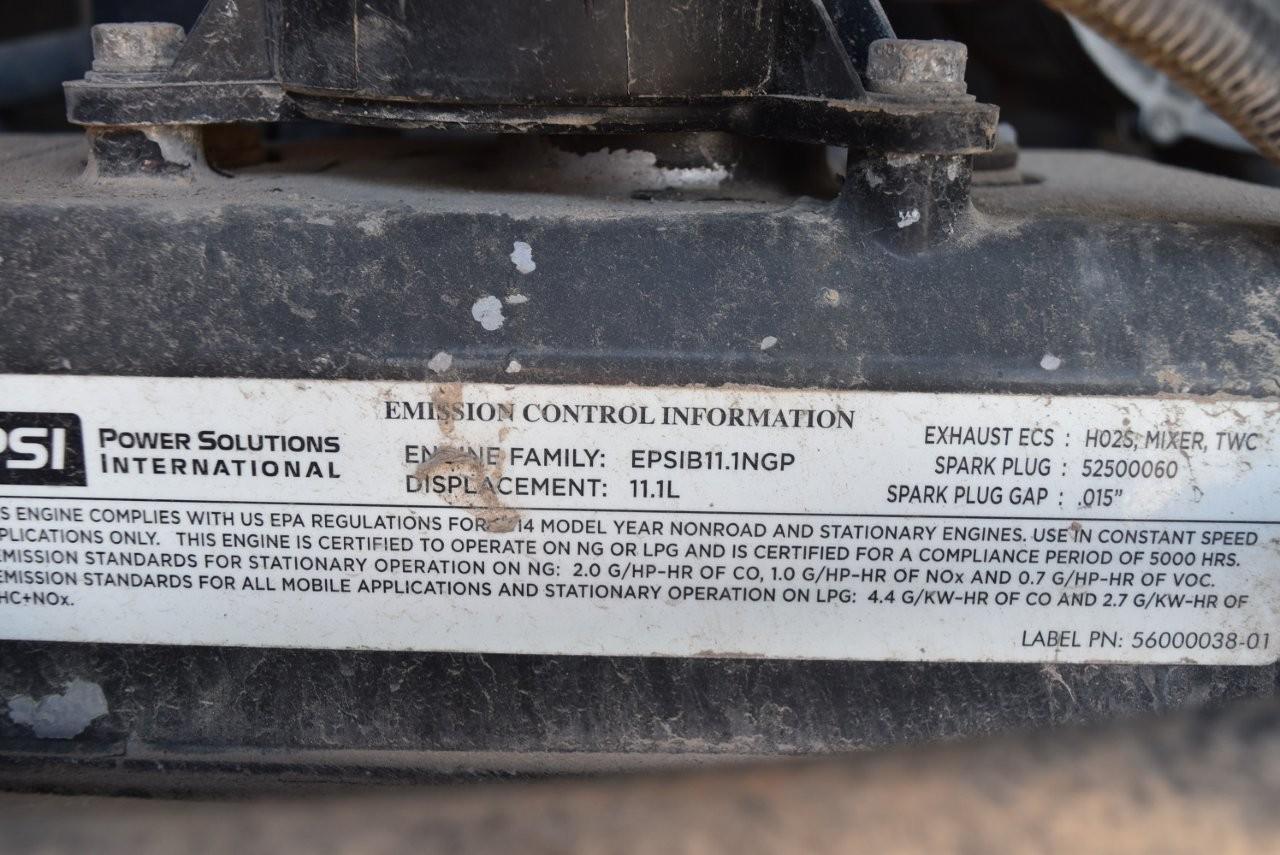 PSI POWER SOLUTIONS
INTERNATIONAL
EMISSION CONTROL INFORMATION
ENGINE FAMILY: EPSIB11.1NGP
DISPLACEMENT: 11.1L
EXHAUST ECS : HO2S, MIXER, TWC
SPARK PLUG : 52500060
SPARK PLUG GAP : .015"
S ENGINE COMPLIES WITH US EPA REGULATIONS FOR 14 MODEL YEAR NONROAD AND STATIONARY ENGINES. USE IN CONSTANT SPEED
PLICATIONS ONLY. THIS ENGINE IS CERTIFIED TO OPERATE ON NG OR LPG AND IS CERTIFIED FOR A COMPLIANCE PERIOD OF 5000 HRS.
EMISSION STANDARDS FOR STATIONARY OPERATION ON NG: 2.0 G/HP-HR OF CO, 1.0 G/HP-HR OF NOx AND 0.7 G/HP-HR OF VOC.
EMISSION STANDARDS FOR ALL MOBILE APPLICATIONS AND STATIONARY OPERATION ON LPG: 4.4 G/KW-HR OF CO AND 2.7 G/KW-HR OF
HC+NOx.
LABEL PN: 56000038-01